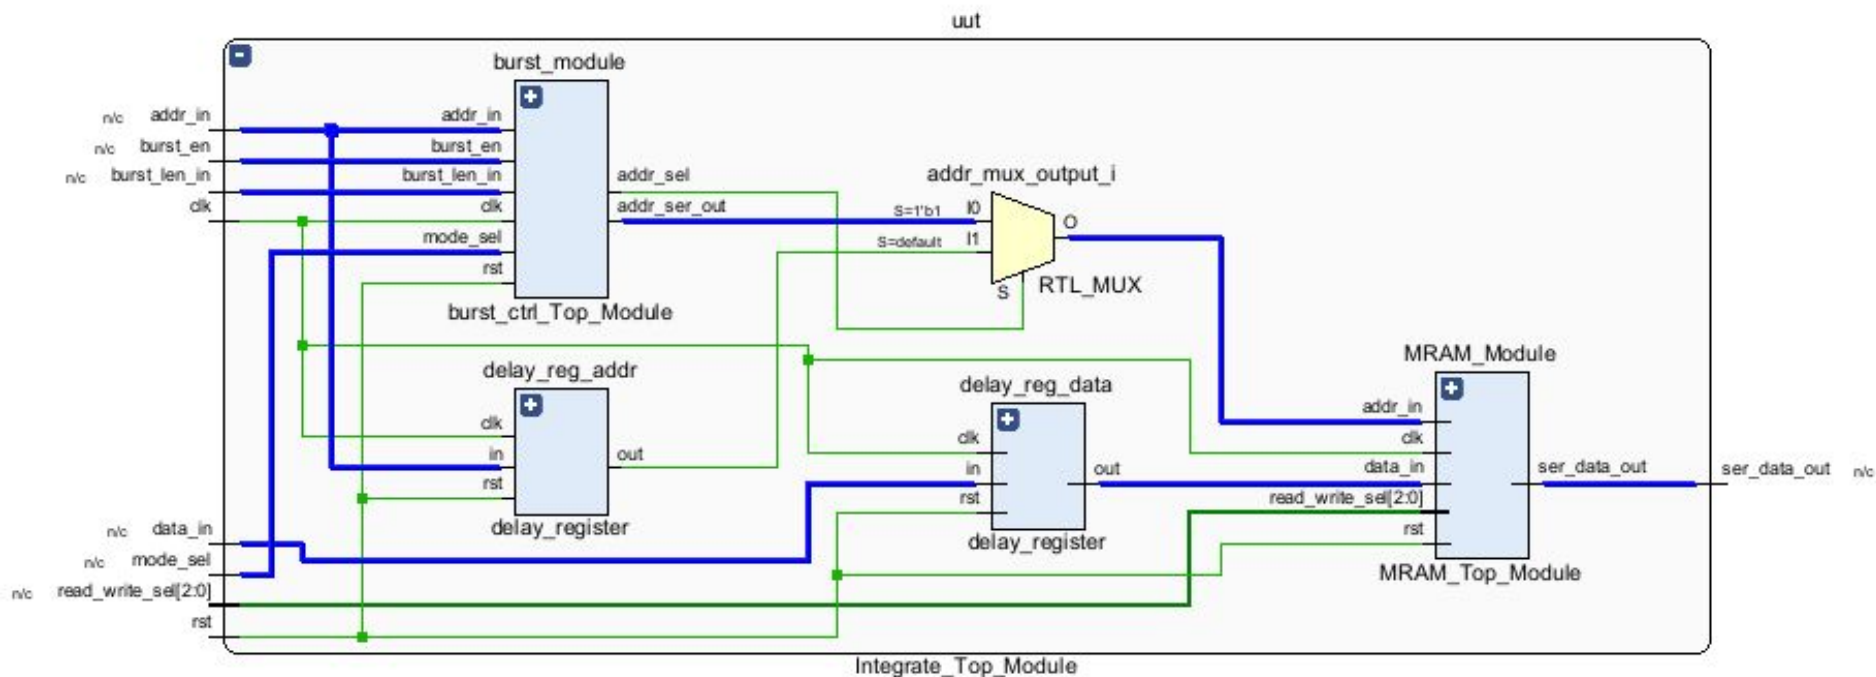 uut
burst_module
n/c addr_in
addr_in
n/c burst_en
burst_en
n/c burst_len_in
burst_len_in
clk
clk
mode_sel
rst
addr_sel
addr_ser_out
burst_ctrl_Top_Module
addr_mux_output_i
S=1'b1 I0
S=default I1
O
S
RTL_MUX
delay_reg_addr
clk
in
rst
out
delay_register
delay_reg_data
clk
in
rst
out
delay_register
MRAM_Module
addr_in
clk
data_in
read_write_sel[2:0]
rst
ser_data_out
MRAM_Top_Module
ser_data_out n/c
n/c data_in
n/c mode_sel
n/c read_write_sel[2:0]
rst
Integrate_Top_Module